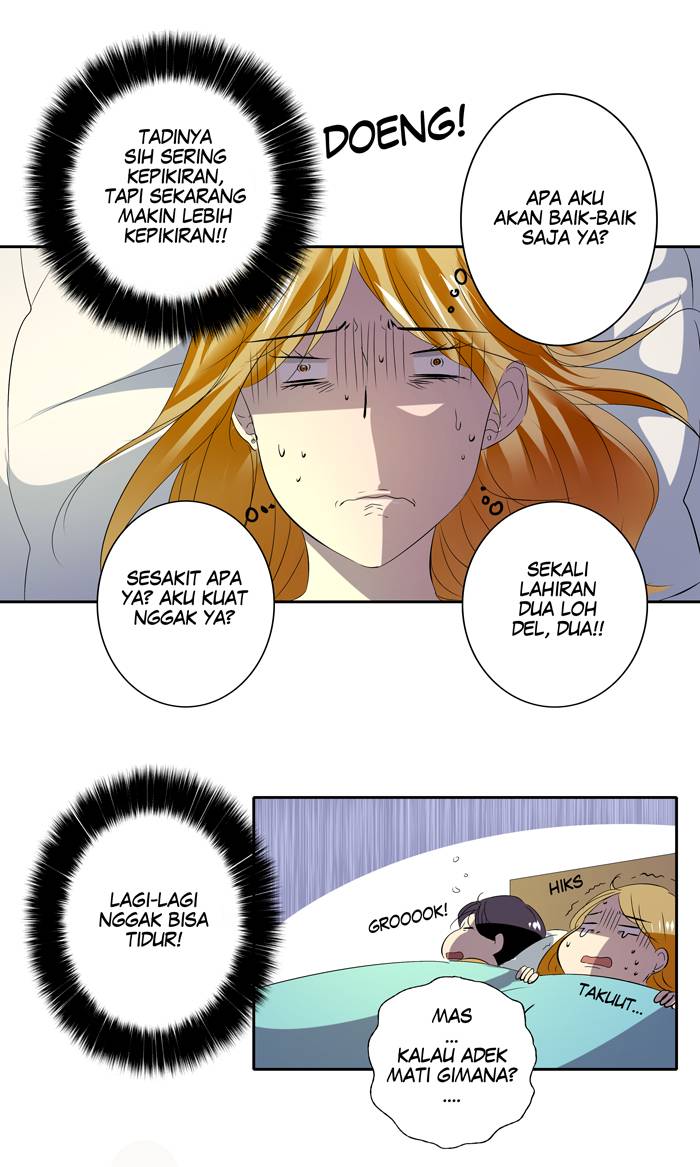 TADINYA
SIH SERING
KEPIKIRAN,
TAPI SEKARANG
MAKIN LEBIH
KEPIKIRAN!!
DOENG!
APA AKU
AKAN BAIK-BAIK
SAJA YA?
SESAKIT APA
YA? AKU KUAT
NGGAK YA?
SEKALI
LAHIRAN
DUA LOH
DEL, DUA!!
LAGI-LAGI
NGGAK BISA
TIDUR!
GROOOOK!
HIKS
TAKUUT...
MAS
...
KALAU ADEK
MATI GIMANA?
....